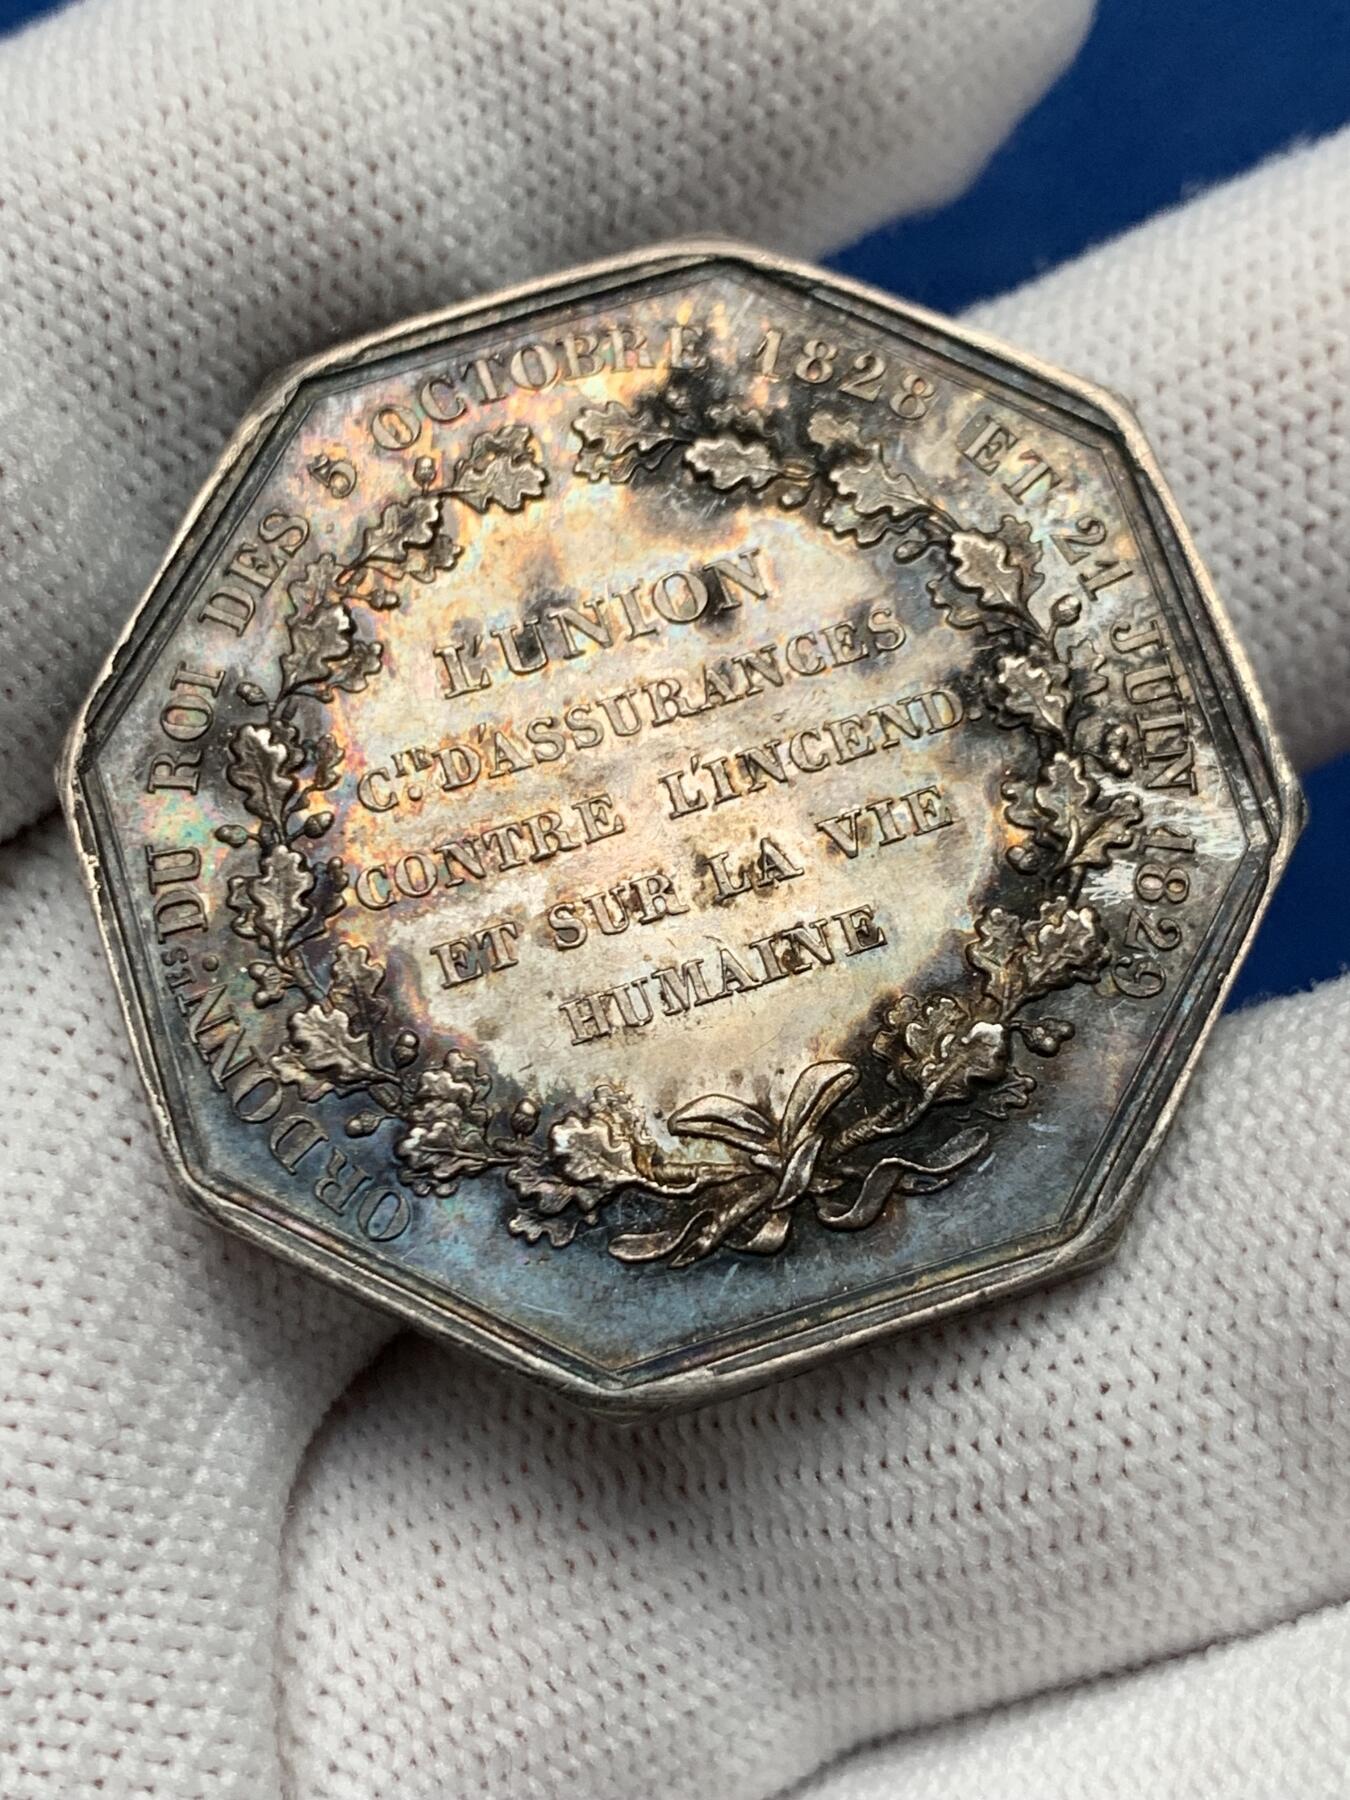 ORDONN.TES DU ROI DES 5 OCTOBRE 1828 ET 21 JUIN 1829
L'UNION
C.IE D'ASSURANCES
CONTRE L'INCEND.
ET SUR LA VIE
HUMAINE